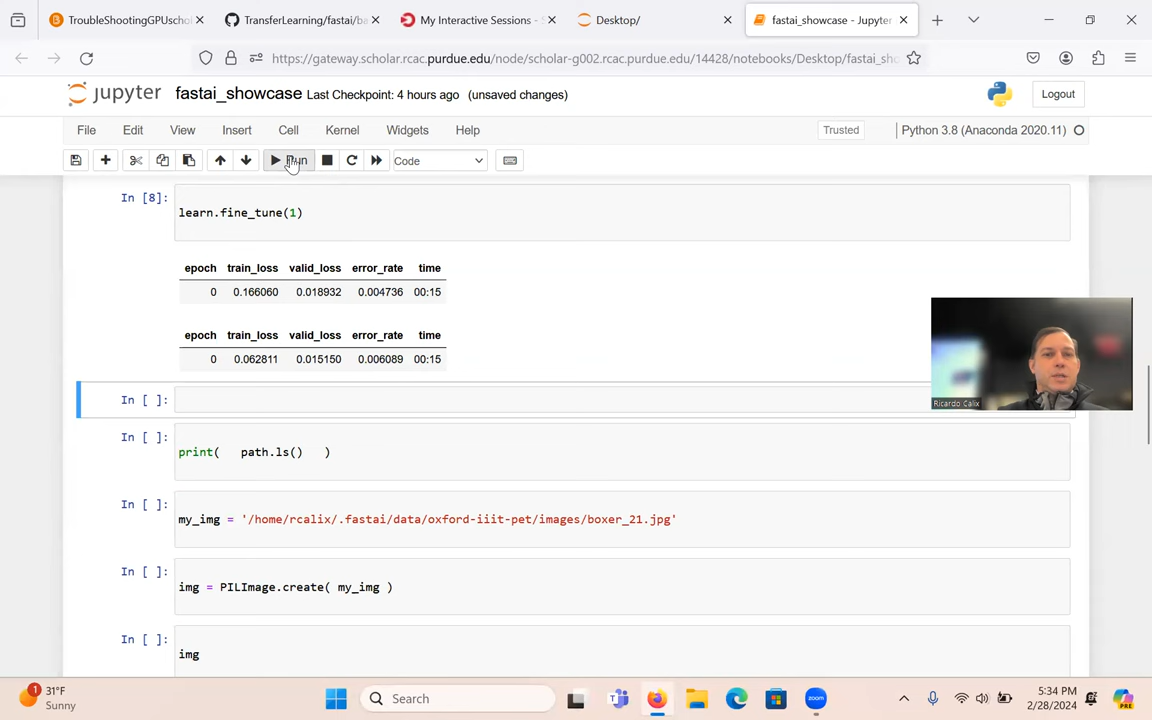 TroubleShootingGPUschol
TransferLearning/fastai/ba
My Interactive Sessions - S
Desktop/
fastai_showcase - Jupyter
https://gateway.scholar.rcac.purdue.edu/node/scholar-g002.rcac.purdue.edu/14428/notebooks/Desktop/fastai_sh
jupyter fastai_showcase Last Checkpoint: 4 hours ago (unsaved changes)
Logout
File Edit View Insert Cell Kernel Widgets Help
Trusted
Python 3.8 (Anaconda 2020.11)
Run
Code
In [8]:
learn.fine_tune(1)
epoch train_loss valid_loss error_rate time
0 0.166060 0.018932 0.004736 00:15
epoch train_loss valid_loss error_rate time
0 0.062811 0.015150 0.006089 00:15
Ricardo Calix
In [ ]:
In [ ]:
print( path.ls() )
In [ ]:
my_img = '/home/rcalix/.fastai/data/oxford-iiit-pet/images/boxer_21.jpg'
In [ ]:
img = PILImage.create( my_img )
In [ ]:
img
1
31°F
Sunny
Search
5:34 PM
2/28/2024
PRE